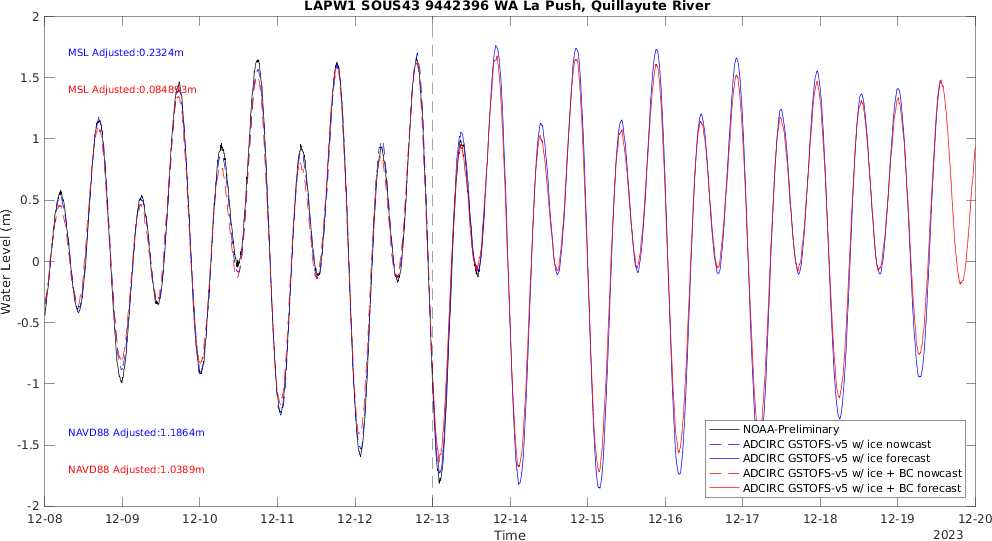 LAPW1 SOUS43 9442396 WA La Push, Quillayute River
Water Level (m)
2
1.5
1
0.5
0
-0.5
-1
-1.5
-2
MSL Adjusted:0.2324m
MSL Adjusted:0.084893m
NAVD88 Adjusted:1.1864m
NAVD88 Adjusted:1.0389m
NOAA-Preliminary
ADCIRC GSTOFS-v5 w/ ice nowcast
ADCIRC GSTOFS-v5 w/ ice forecast
ADCIRC GSTOFS-v5 w/ ice + BC nowcast
ADCIRC GSTOFS-v5 w/ ice + BC forecast
12-08 12-09 12-10 12-11 12-12 12-13 12-14 12-15 12-16 12-17 12-18 12-19 12-20
Time
2023